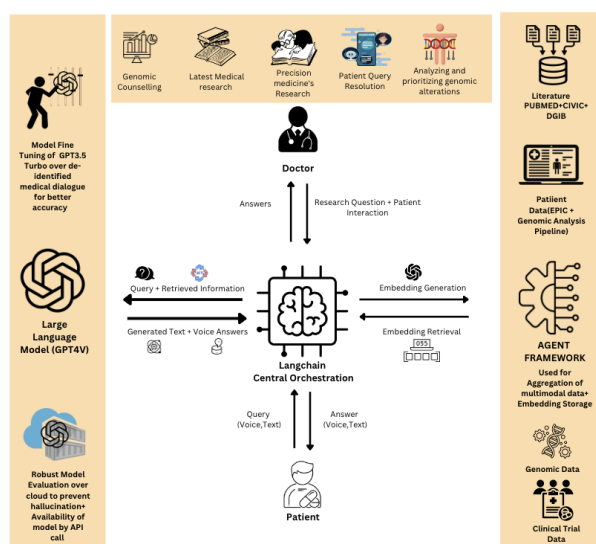 Genomic
Counselling
Latest Medical
research
Precision
medicine's
Research
Patient Query
Resolution
Analyzing and
prioritizing genomic
alterations
Model Fine
Tuning of GPT3.5
Turbo over de-
identified
medical dialogue
for better
accuracy
Large
Language
Model (GPT4V)
Robust Model
Evaluation over
cloud to prevent
hallucination+
Availability of
model by API
call
Doctor
Answers
Research Question + Patient
Interaction
Query + Retrieved Information
Generated Text + Voice Answers
Embedding Generation
Embedding Retrieval
Langchain
Central Orchestration
Query
(Voice,Text)
Answer
(Voice,Text)
Patient
Literature
PUBMED+CIVIC+
DGIB
Patiient
Data(EPIC +
Genomic Analysis
Pipeline)
AGENT
FRAMEWORK
Used for
Aggregation of
multimodal data+
Embedding Storage
Genomic Data
Clinical Trial
Data